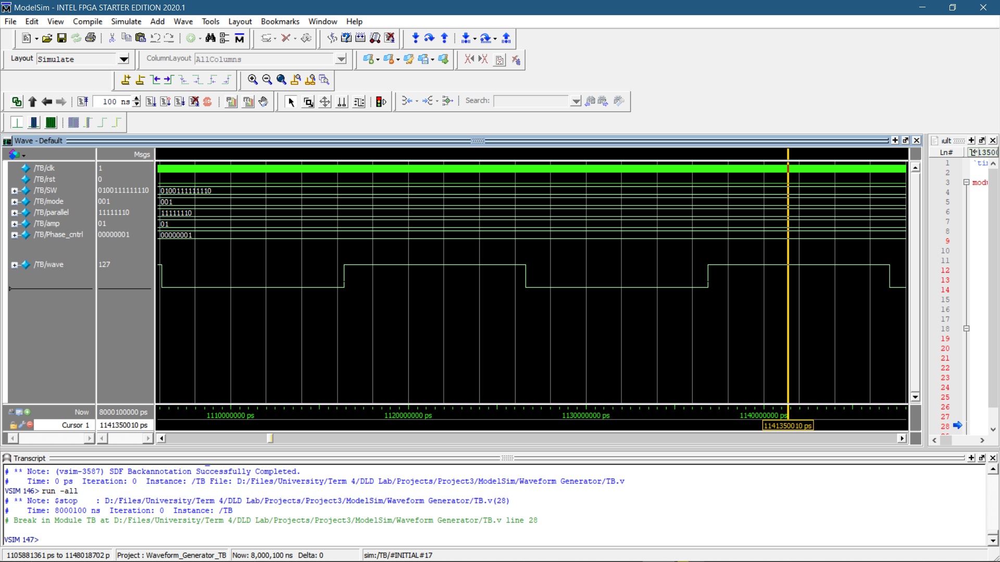 ModelSim - INTEL FPGA STARTER EDITION 2020.1
File Edit View Compile Simulate Add Wave Tools Layout Bookmarks Window Help
Layout Simulate ColumnLayout AllColumns
100 ns Search:
Wave - Default
ult
Msgs
Ln#
13500
/TB/clk 1
/TB/rst 0
/TB/SW 0100111111110 0100111111110
/TB/mode 001 001
/TB/parallel 11111110 11111110
/TB/amp 01 01
/TB/Phase_cntrl 00000001 00000001
/TB/wave 127
1 `tir
2
3 modu
4
5
6
7
8
9
10
11
12
13
14
15
16
17
18
19
20
21
22
23
24
25
26
27
28
Now 8000100000 ps 1110000000 ps 1120000000 ps 1130000000 ps 1140000000 ps
Cursor 1 1141350010 ps 1141350010 ps
Transcript
# ** Note: (vsim-3587) SDF Backannotation Successfully Completed.
# Time: 0 ps Iteration: 0 Instance: /TB File: D:/Files/University/Term 4/DLD Lab/Projects/Project3/ModelSim/Waveform Generator/TB.v
VSIM 146> run -all
# ** Note: $stop : D:/Files/University/Term 4/DLD Lab/Projects/Project3/ModelSim/Waveform Generator/TB.v(28)
# Time: 8000100 ns Iteration: 0 Instance: /TB
# Break in Module TB at D:/Files/University/Term 4/DLD Lab/Projects/Project3/ModelSim/Waveform Generator/TB.v line 28
VSIM 147>
1105881361 ps to 1148018702 p Project : Waveform_Generator_TB Now: 8,000,100 ns Delta: 0 sim:/TB/#INITIAL#17